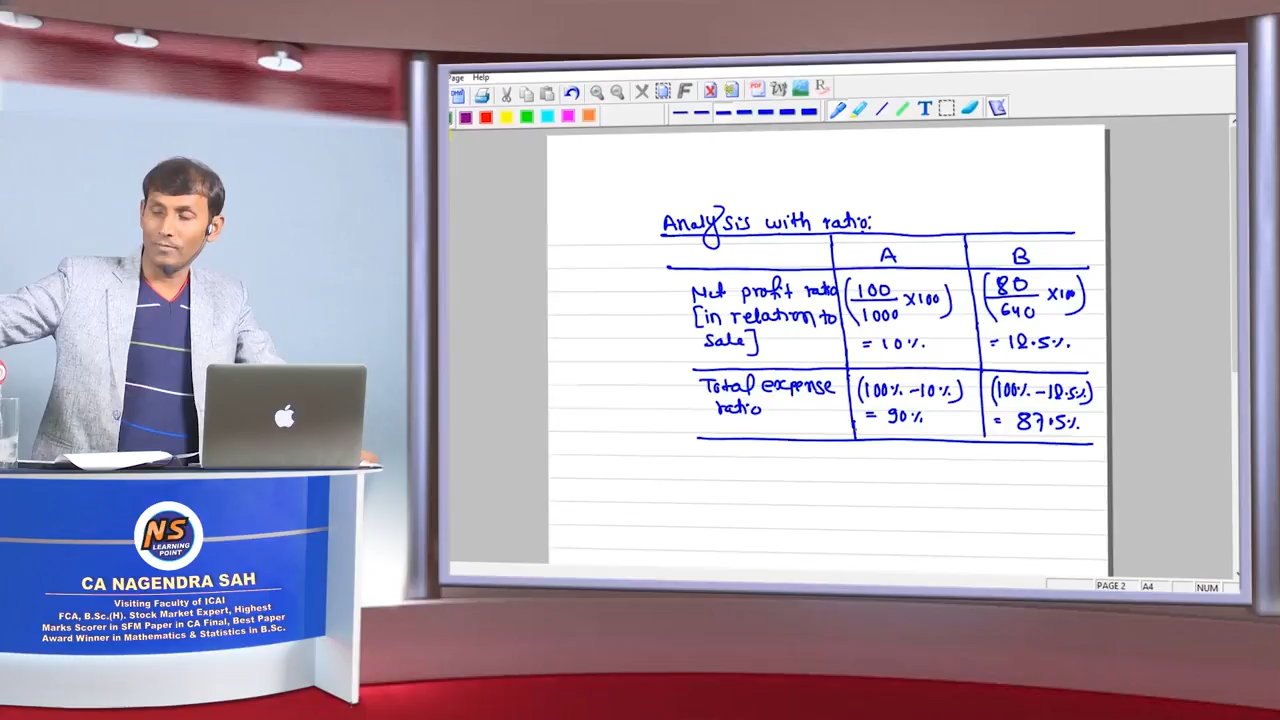 Page Help
Analysis with ratio:
A B
Net profit ratio [in relation to sale]
(100/1000 ×100) = 10%.
(80/640 ×100) = 12.5%.
Total expense ratio
(100% -10%) = 90%
(100% -12.5%) = 87.5%
PAGE 2 A4 NUM
NS
LEARNING
POINT
CA NAGENDRA SAH
Visiting Faculty of ICAI
FCA, B.Sc.(H). Stock Market Expert, Highest
Marks Scorer in SFM Paper in CA Final, Best Paper
Award Winner in Mathematics & Statistics in B.Sc.